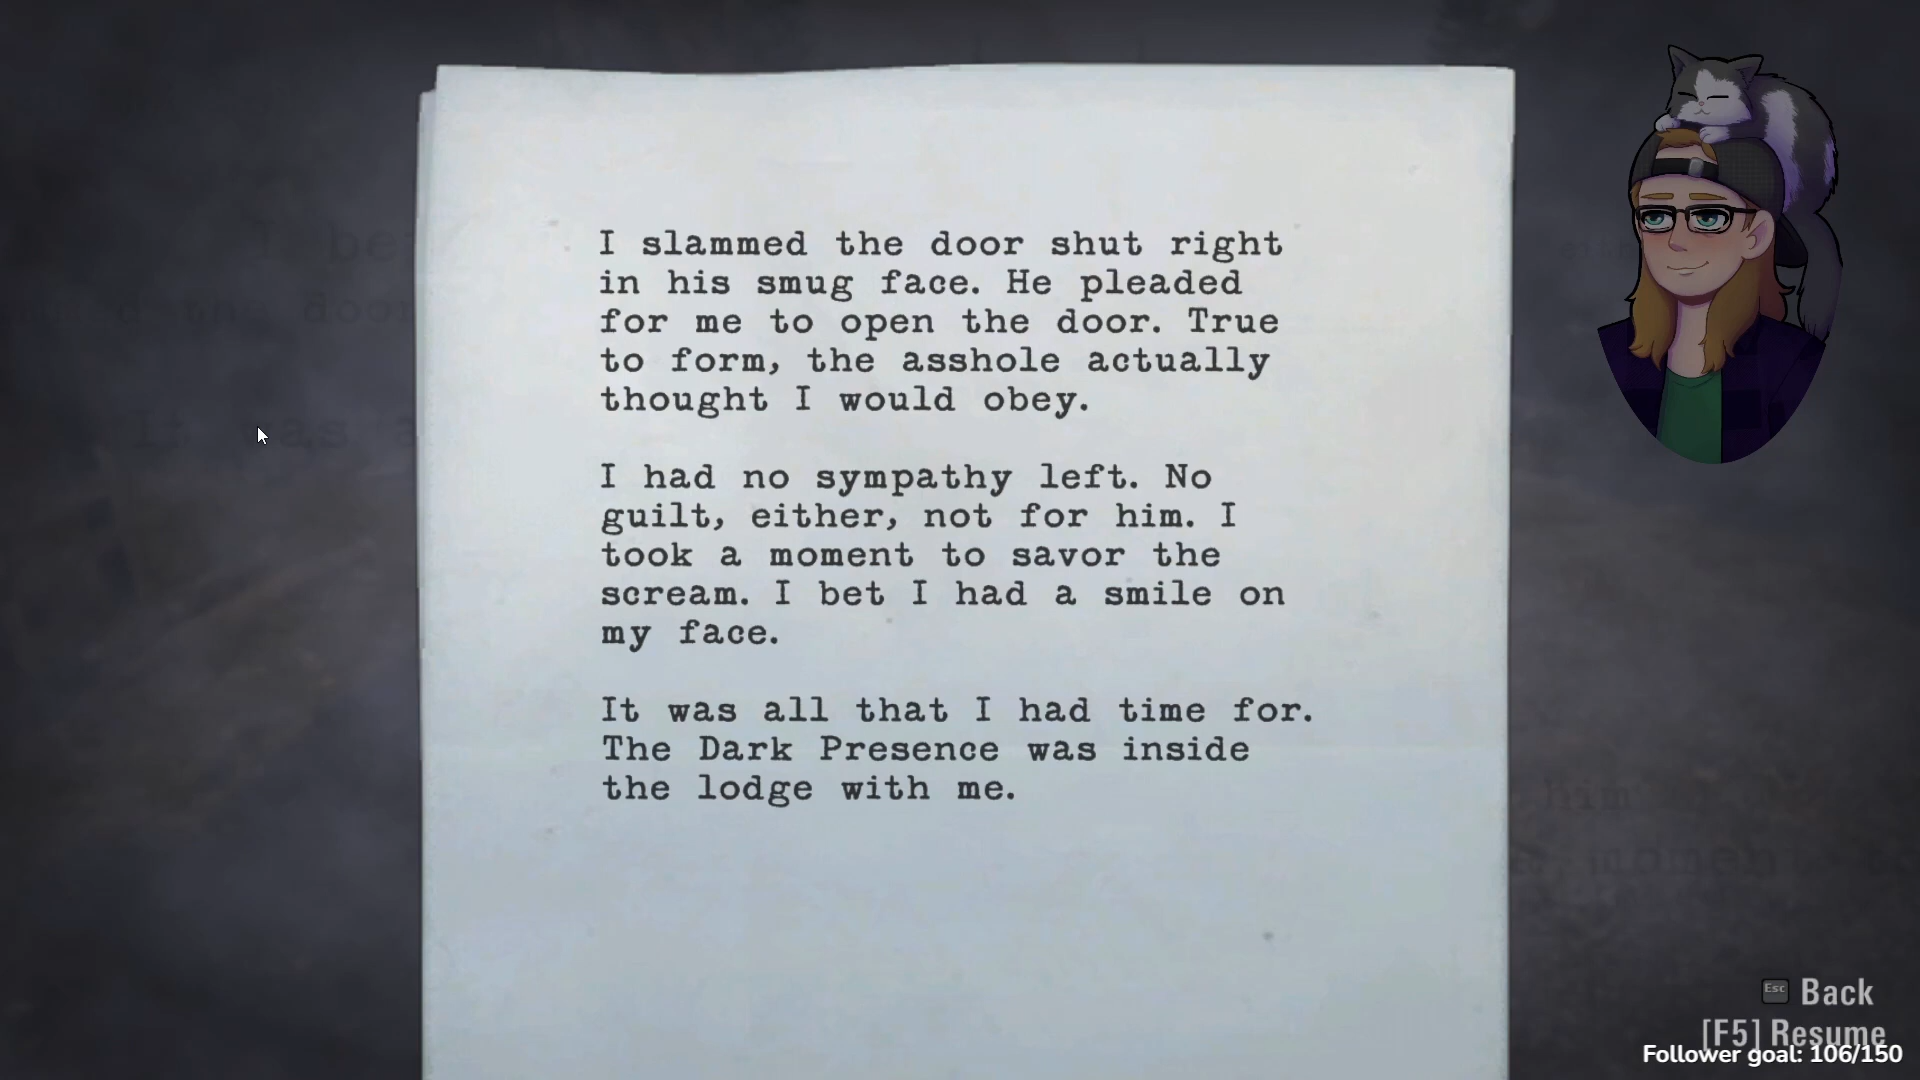 I slammed the door shut right
in his smug face. He pleaded
for me to open the door. True
to form, the asshole actually
thought I would obey.
I had no sympathy left. No
guilt, either, not for him. I
took a moment to savor the
scream. I bet I had a smile on
my face.
It was all that I had time for.
The Dark Presence was inside
the lodge with me.
Esc Back
[F5] Resume
Follower goal: 106/150